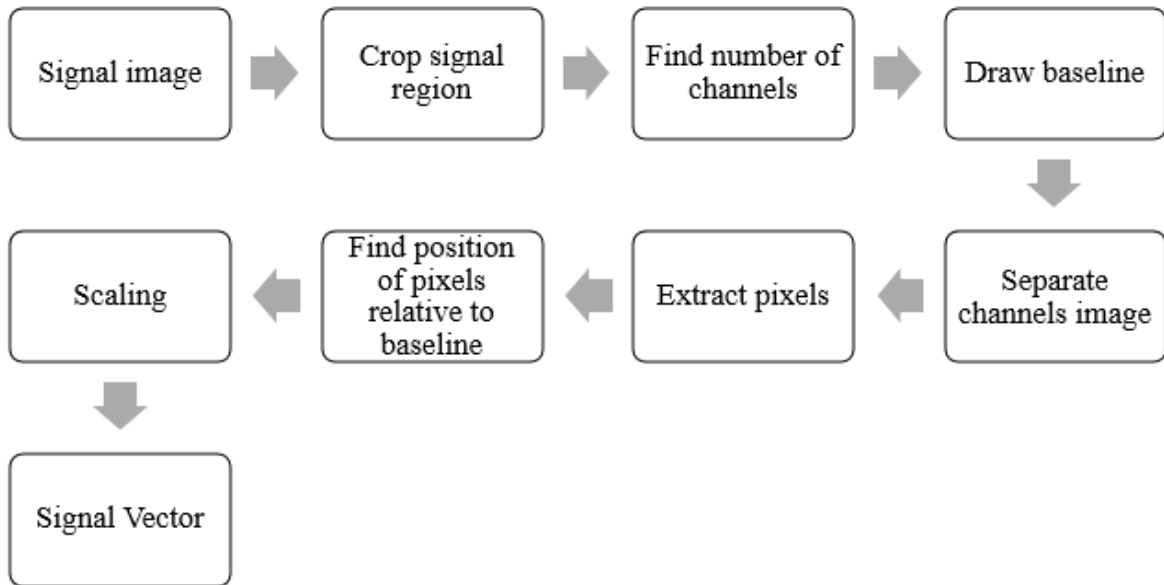 Signal image
Crop signal
region
Find number of
channels
Draw baseline
Separate
channels image
Extract pixels
Find position
of pixels
relative to
baseline
Scaling
Signal Vector